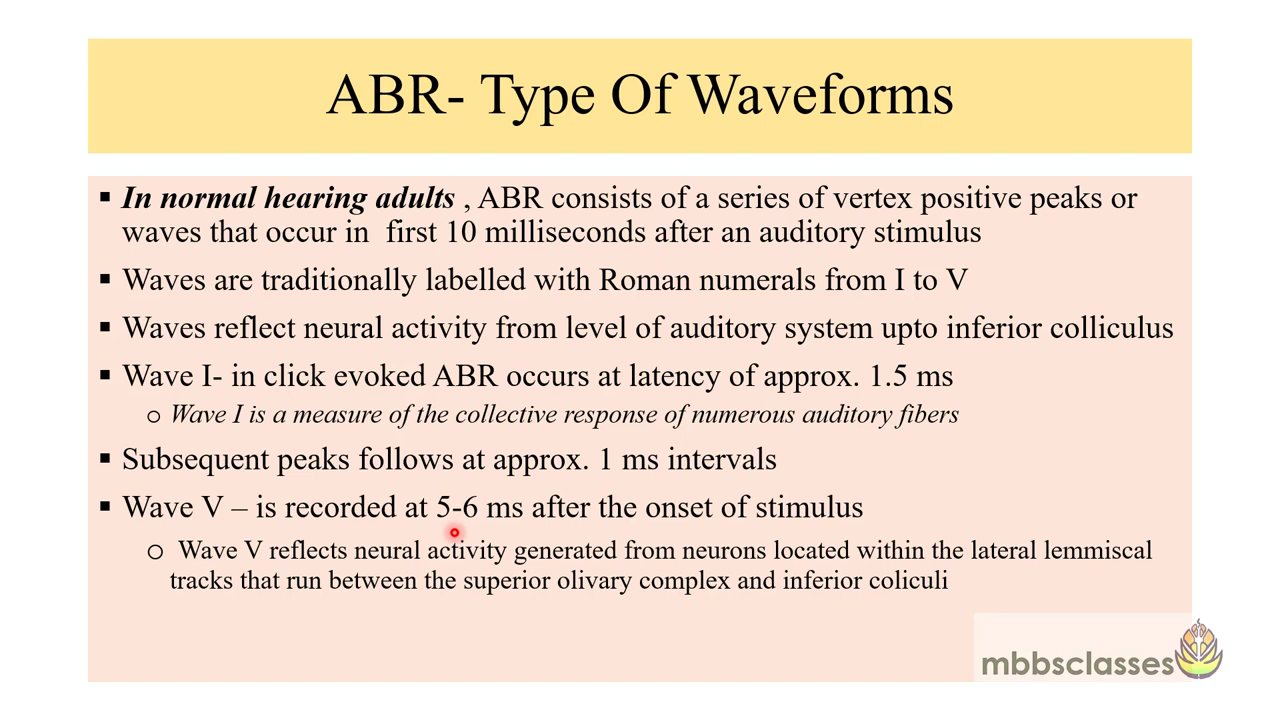 ABR- Type Of Waveforms
▪ In normal hearing adults , ABR consists of a series of vertex positive peaks or
waves that occur in first 10 milliseconds after an auditory stimulus
▪ Waves are traditionally labelled with Roman numerals from I to V
▪ Waves reflect neural activity from level of auditory system upto inferior colliculus
▪ Wave I- in click evoked ABR occurs at latency of approx. 1.5 ms
o Wave I is a measure of the collective response of numerous auditory fibers
▪ Subsequent peaks follows at approx. 1 ms intervals
▪ Wave V – is recorded at 5-6 ms after the onset of stimulus
o Wave V reflects neural activity generated from neurons located within the lateral lemmiscal
tracks that run between the superior olivary complex and inferior coliculi
mbbsclasses